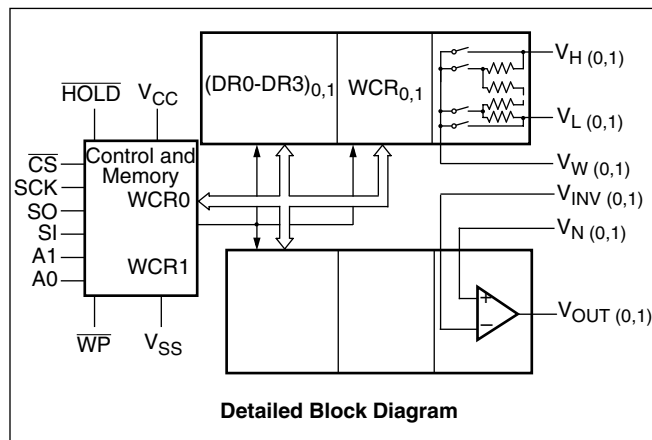 HOLD
VCC
CS
SCK
SO
SI
A1
A0
Control and
Memory
WCR0
WCR1
WP
VSS
(DR0-DR3)0,1
WCR0,1
VH (0,1)
VL (0,1)
VW (0,1)
VINV (0,1)
VN (0,1)
+
−
VOUT (0,1)
Detailed Block Diagram